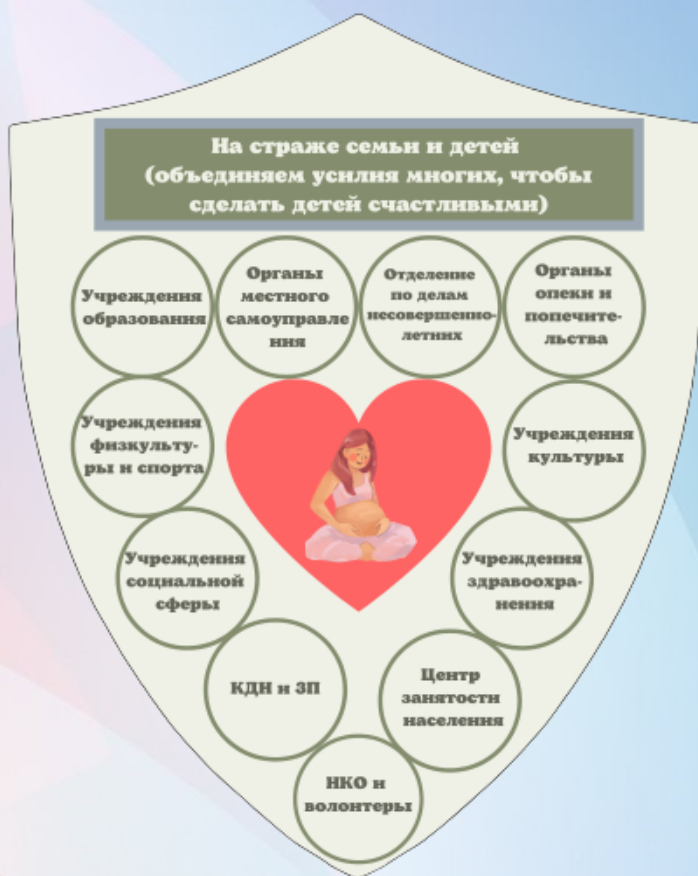 На страже семьи и детей
(объединяем усилия многих, чтобы
сделать детей счастливыми)
Учреждения
образования
Органы
местного
самоуправле
ния
Отделение
по делам
несовершенно-
летних
Органы
опеки и
попечите-
льства
Учреждения
физкульту-
ры и спорта
Учреждения
культуры
Учреждения
социальной
сферы
Учреждения
здравоохра-
нения
КДН и ЗП
Центр
занятости
населения
НКО и
волонтеры